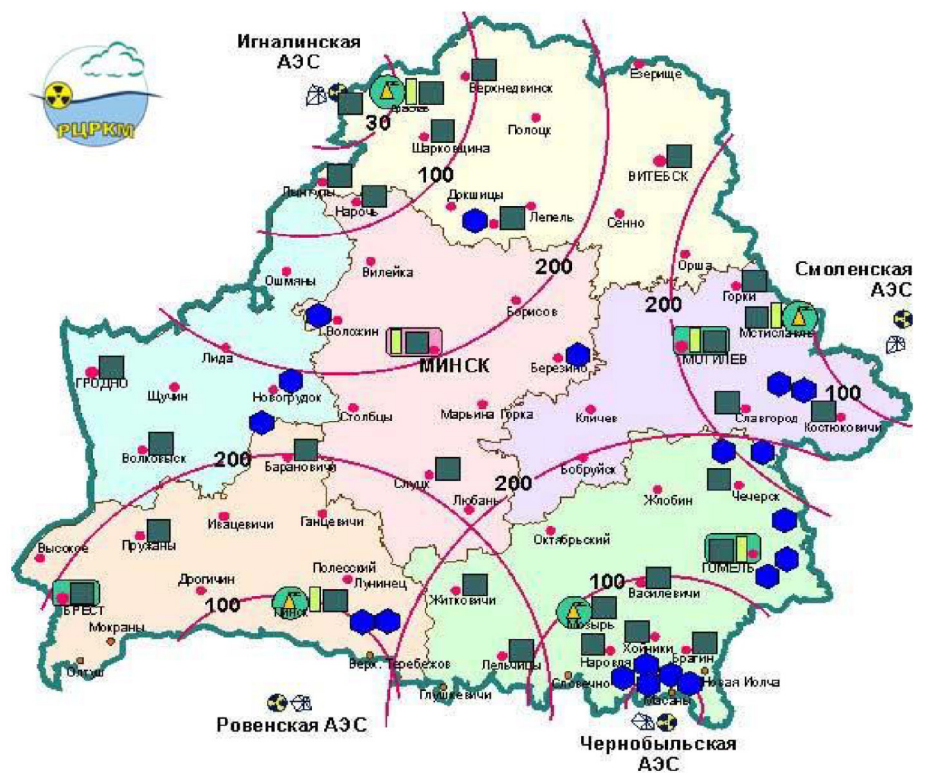 Игналинская
АЭС
РЦРКМ
Езерище
Верхнедвинск
30
Полоцк
Шарковщина
100
ВИТЕБСК
Лынтупы
Докшицы
Нарочь
Лепель
Сенно
Орша
Вилейка
200
Смоленская
АЭС
Ошмяны
Горки
200
Борисов
Мстиславль
Воложин
МОГИЛЕВ
Лида
МИНСК
Березино
ГРОДНО
100
Щучин
Новогрудок
Столбцы
Марьина Горка
Кличев
Славгород
Костюковичи
Волковыск
200
Барановичи
Бобруйск
Слуцк
200
Чечерск
Жлобин
Любань
Ивацевичи
Ганцевичи
Октябрьский
Высокое
Пружаны
ГОМЕЛЬ
Полесский
Дрогичин
Лунинец
100
Василевичи
БРЕСТ
100
ПИНСК
Житковичи
Мозырь
Мокраны
Хойники
Наровля
Брагин
Олтуш
Верх. Теребежов
Лельчицы
Словечно
Новая Иолча
Глушкевичи
Масаны
Ровенская АЭС
Чернобыльская
АЭС